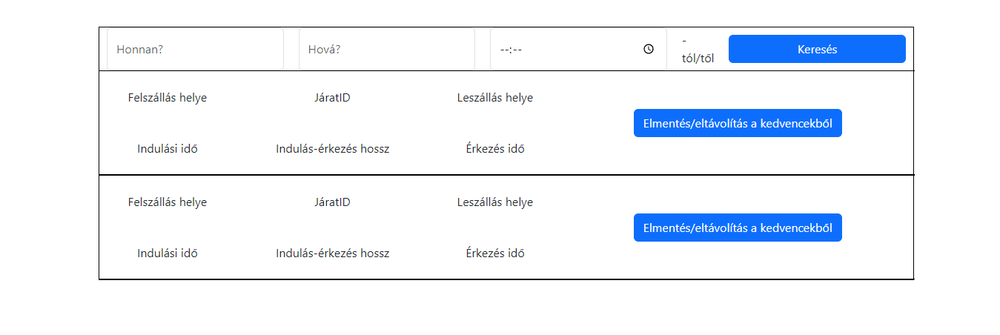 Honnan?
Hová?
--:--
-
tól/től
Keresés
Felszállás helye
JáratID
Leszállás helye
Elmentés/eltávolítás a kedvencekből
Indulási idő
Indulás-érkezés hossz
Érkezés idő
Felszállás helye
JáratID
Leszállás helye
Elmentés/eltávolítás a kedvencekből
Indulási idő
Indulás-érkezés hossz
Érkezés idő